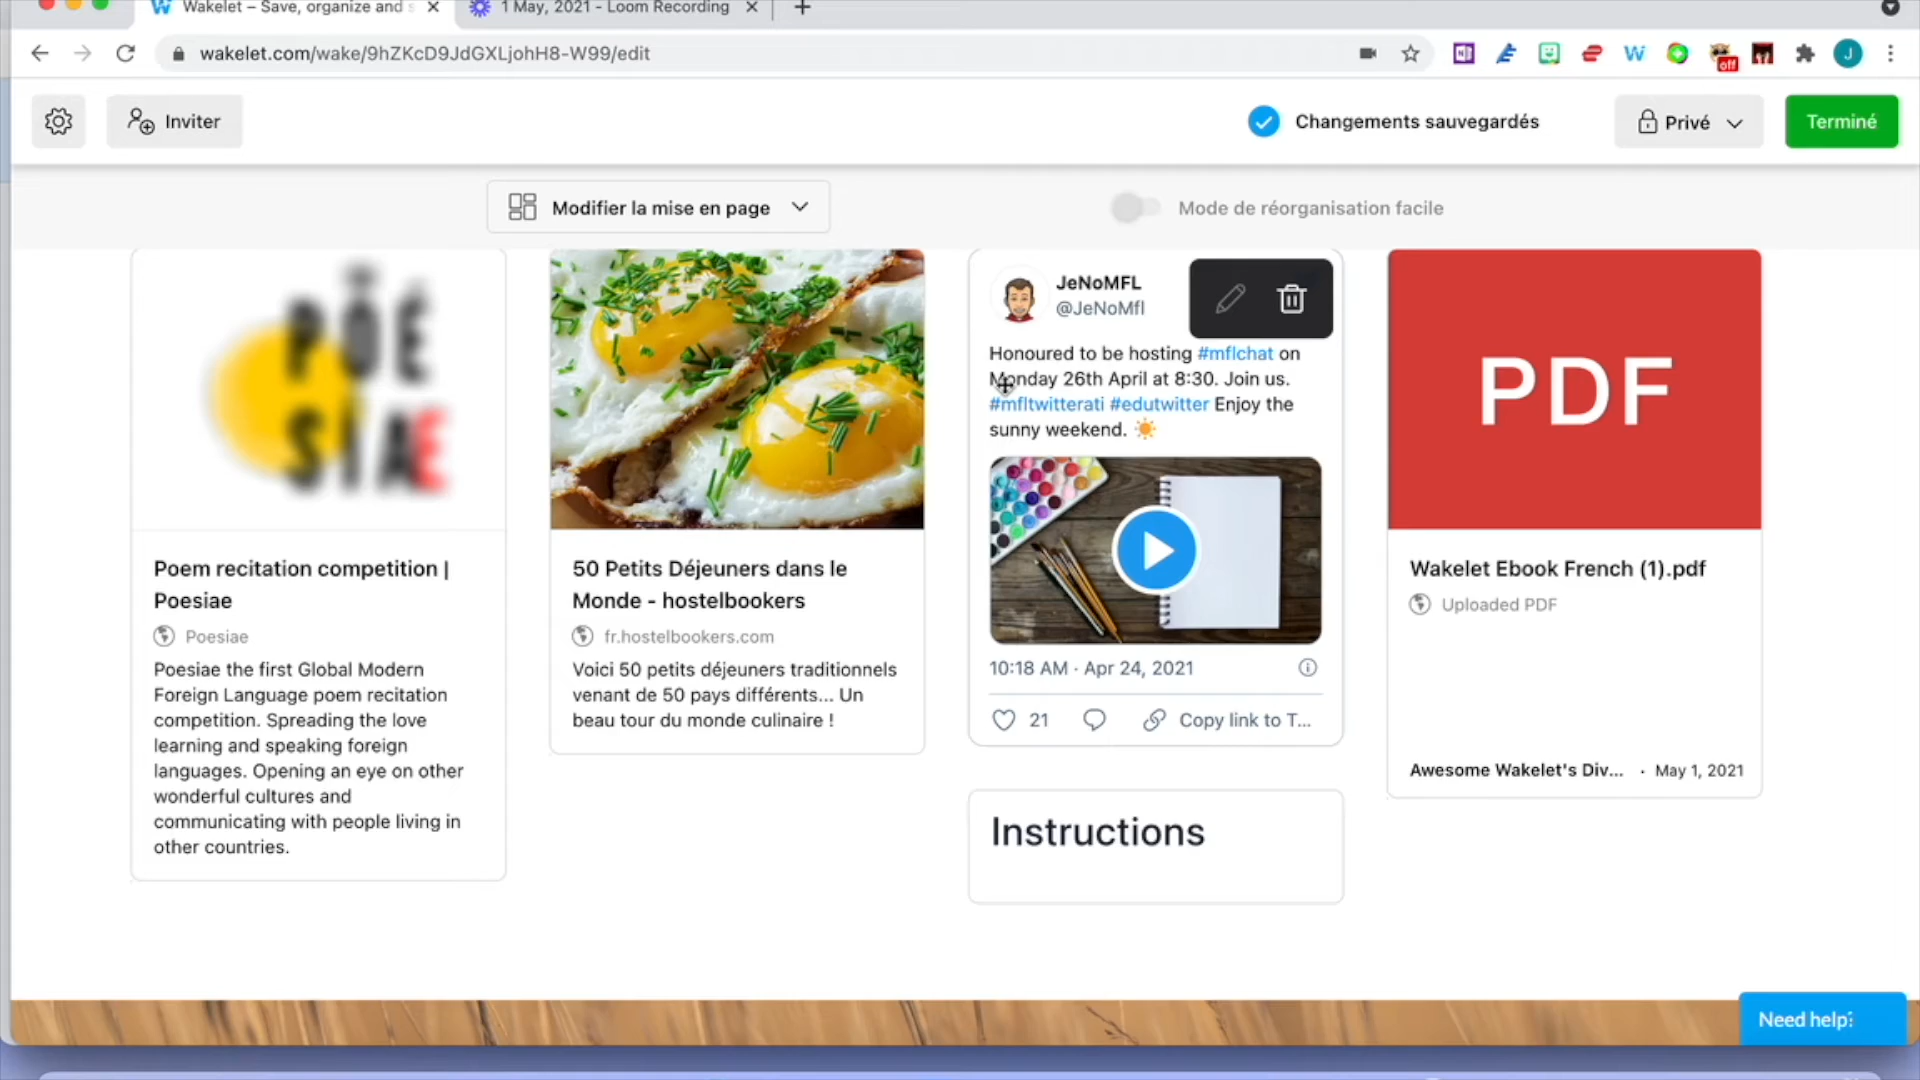 Wakelet – Save, organize and s
1 May, 2021 - Loom Recording
wakelet.com/wake/9hZKcD9JdGXLjohH8-W99/edit
off
J
Inviter
Changements sauvegardés
Privé
Terminé
Modifier la mise en page
Mode de réorganisation facile
POÉ
SIAE
Poem recitation competition |
Poesiae
Poesiae
Poesiae the first Global Modern
Foreign Language poem recitation
competition. Spreading the love
learning and speaking foreign
languages. Opening an eye on other
wonderful cultures and
communicating with people living in
other countries.
50 Petits Déjeuners dans le
Monde - hostelbookers
fr.hostelbookers.com
Voici 50 petits déjeuners traditionnels
venant de 50 pays différents... Un
beau tour du monde culinaire !
JeNoMFL
@JeNoMfl
Honoured to be hosting #mflchat on
Monday 26th April at 8:30. Join us.
#mfltwitterati #edutwitter Enjoy the
sunny weekend.
10:18 AM · Apr 24, 2021
21
Copy link to T...
Instructions
PDF
Wakelet Ebook French (1).pdf
Uploaded PDF
Awesome Wakelet's Div... · May 1, 2021
Need help?